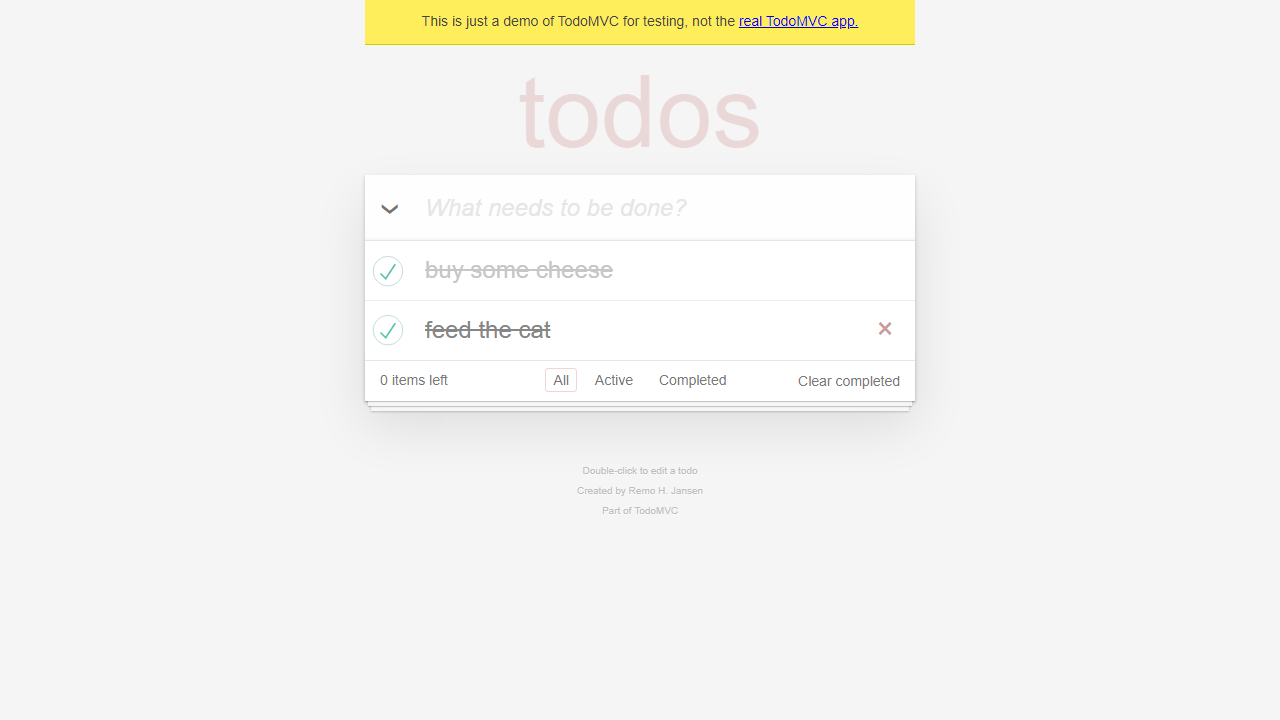 This is just a demo of TodoMVC for testing, not the real TodoMVC app.
todos
What needs to be done?
buy some cheese
feed the cat
0 items left All Active Completed Clear completed
Double-click to edit a todo
Created by Remo H. Jansen
Part of TodoMVC